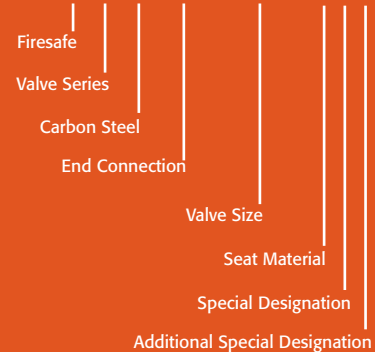 Firesafe
Valve Series
Carbon Steel
End Connection
Valve Size
Seat Material
Special Designation
Additional Special Designation